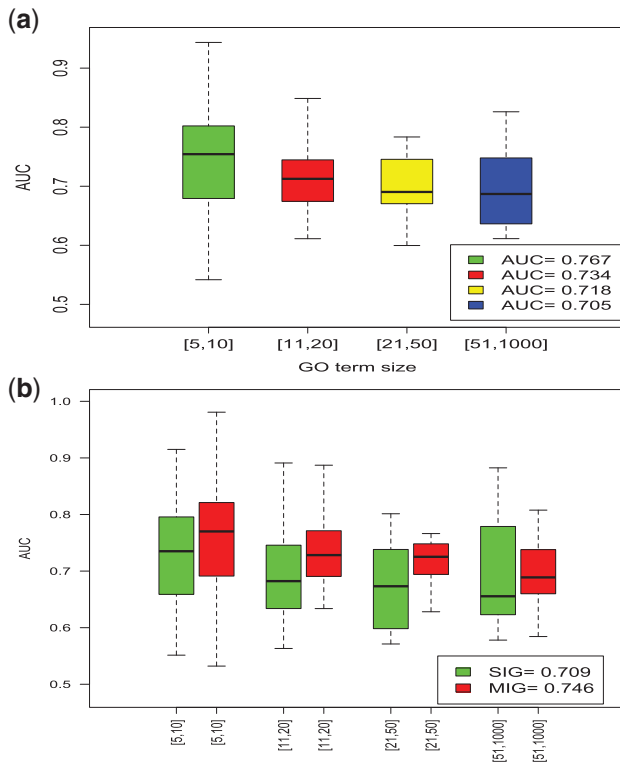 (a)
0.9
0.8
0.7
0.6
0.5
AUC
AUC= 0.767
AUC= 0.734
AUC= 0.718
AUC= 0.705
[5,10] [11,20] [21,50] [51,1000]
GO term size
(b)
1.0
0.9
0.8
0.7
0.6
0.5
AUC
SIG= 0.709
MIG= 0.746
[5,10] [5,10] [11,20] [11,20] [21,50] [21,50] [51,1000] [51,1000]